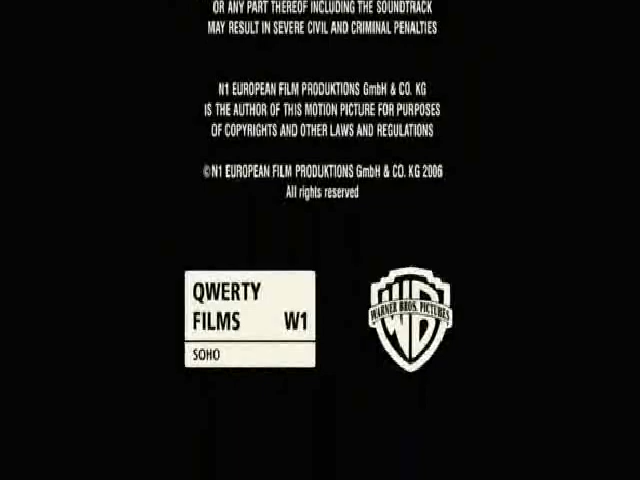 OR ANY PART THEREOF INCLUDING THE SOUNDTRACK
MAY RESULT IN SEVERE CIVIL AND CRIMINAL PENALTIES
N1 EUROPEAN FILM PRODUKTIONS GmbH & CO. KG
IS THE AUTHOR OF THIS MOTION PICTURE FOR PURPOSES
OF COPYRIGHTS AND OTHER LAWS AND REGULATIONS
©N1 EUROPEAN FILM PRODUKTIONS GmbH & CO. KG 2006
All rights reserved
QWERTY
FILMS W1
SOHO
WB
WARNER BROS. PICTURES